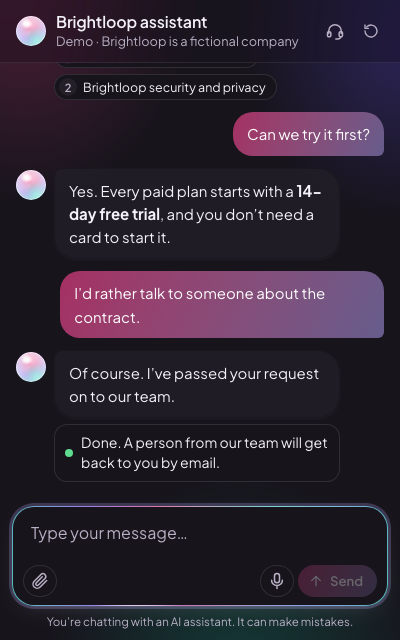 Brightloop assistant
Demo · Brightloop is a fictional company
2 Brightloop security and privacy
Can we try it first?
Yes. Every paid plan starts with a 14-
day free trial, and you don't need a
card to start it.
I'd rather talk to someone about the
contract.
Of course. I've passed your request
on to our team.
Done. A person from our team will get
back to you by email.
Type your message…
Send
You're chatting with an AI assistant. It can make mistakes.